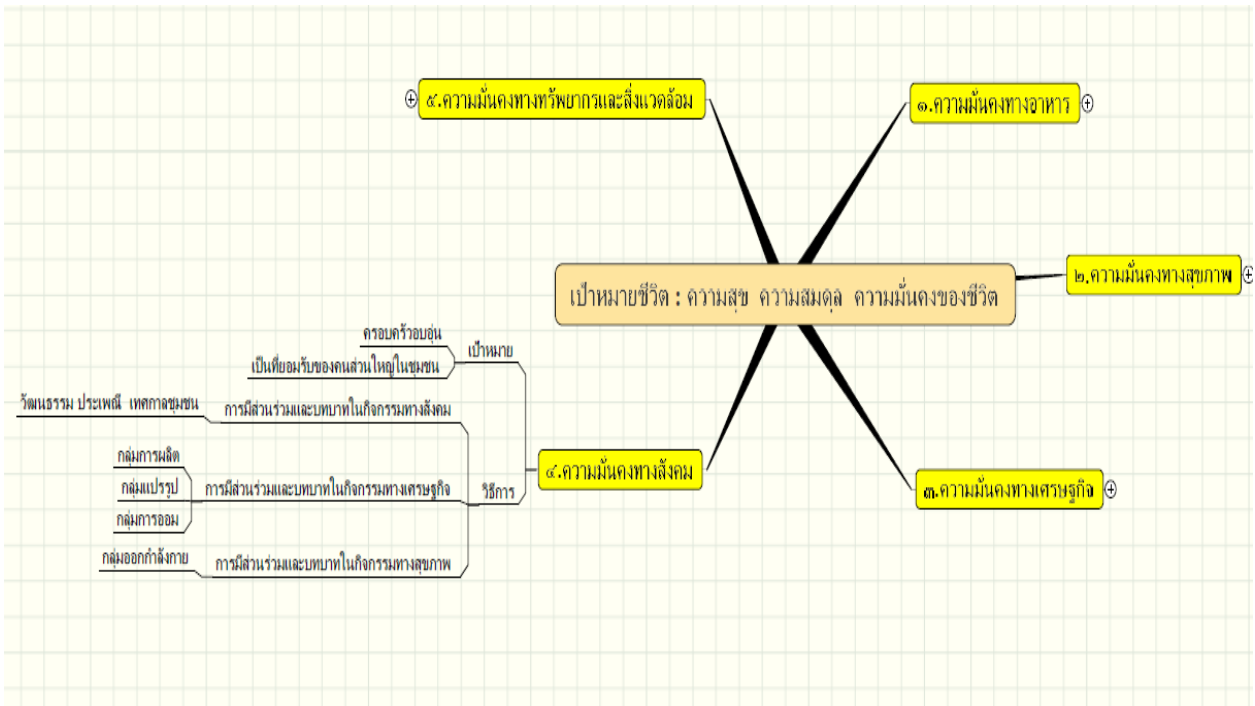 เป้าหมายชีวิต : ความสุข ความสมดุล ความมั่นคงของชีวิต
๑.ความมั่นคงทางอาหาร
๒.ความมั่นคงทางสุขภาพ
๓.ความมั่นคงทางเศรษฐกิจ
๔.ความมั่นคงทางสังคม
เป้าหมาย
ครอบครัวอบอุ่น
เป็นที่ยอมรับของคนส่วนใหญ่ในชุมชน
วิธีการ
การมีส่วนร่วมและบทบาทในกิจกรรมทางสังคม
วัฒนธรรม ประเพณี เทศกาลชุมชน
การมีส่วนร่วมและบทบาทในกิจกรรมทางเศรษฐกิจ
กลุ่มการผลิต
กลุ่มแปรรูป
กลุ่มการออม
การมีส่วนร่วมและบทบาทในกิจกรรมทางสุขภาพ
กลุ่มออกกำลังกาย
๕.ความมั่นคงทางทรัพยากรและสิ่งแวดล้อม